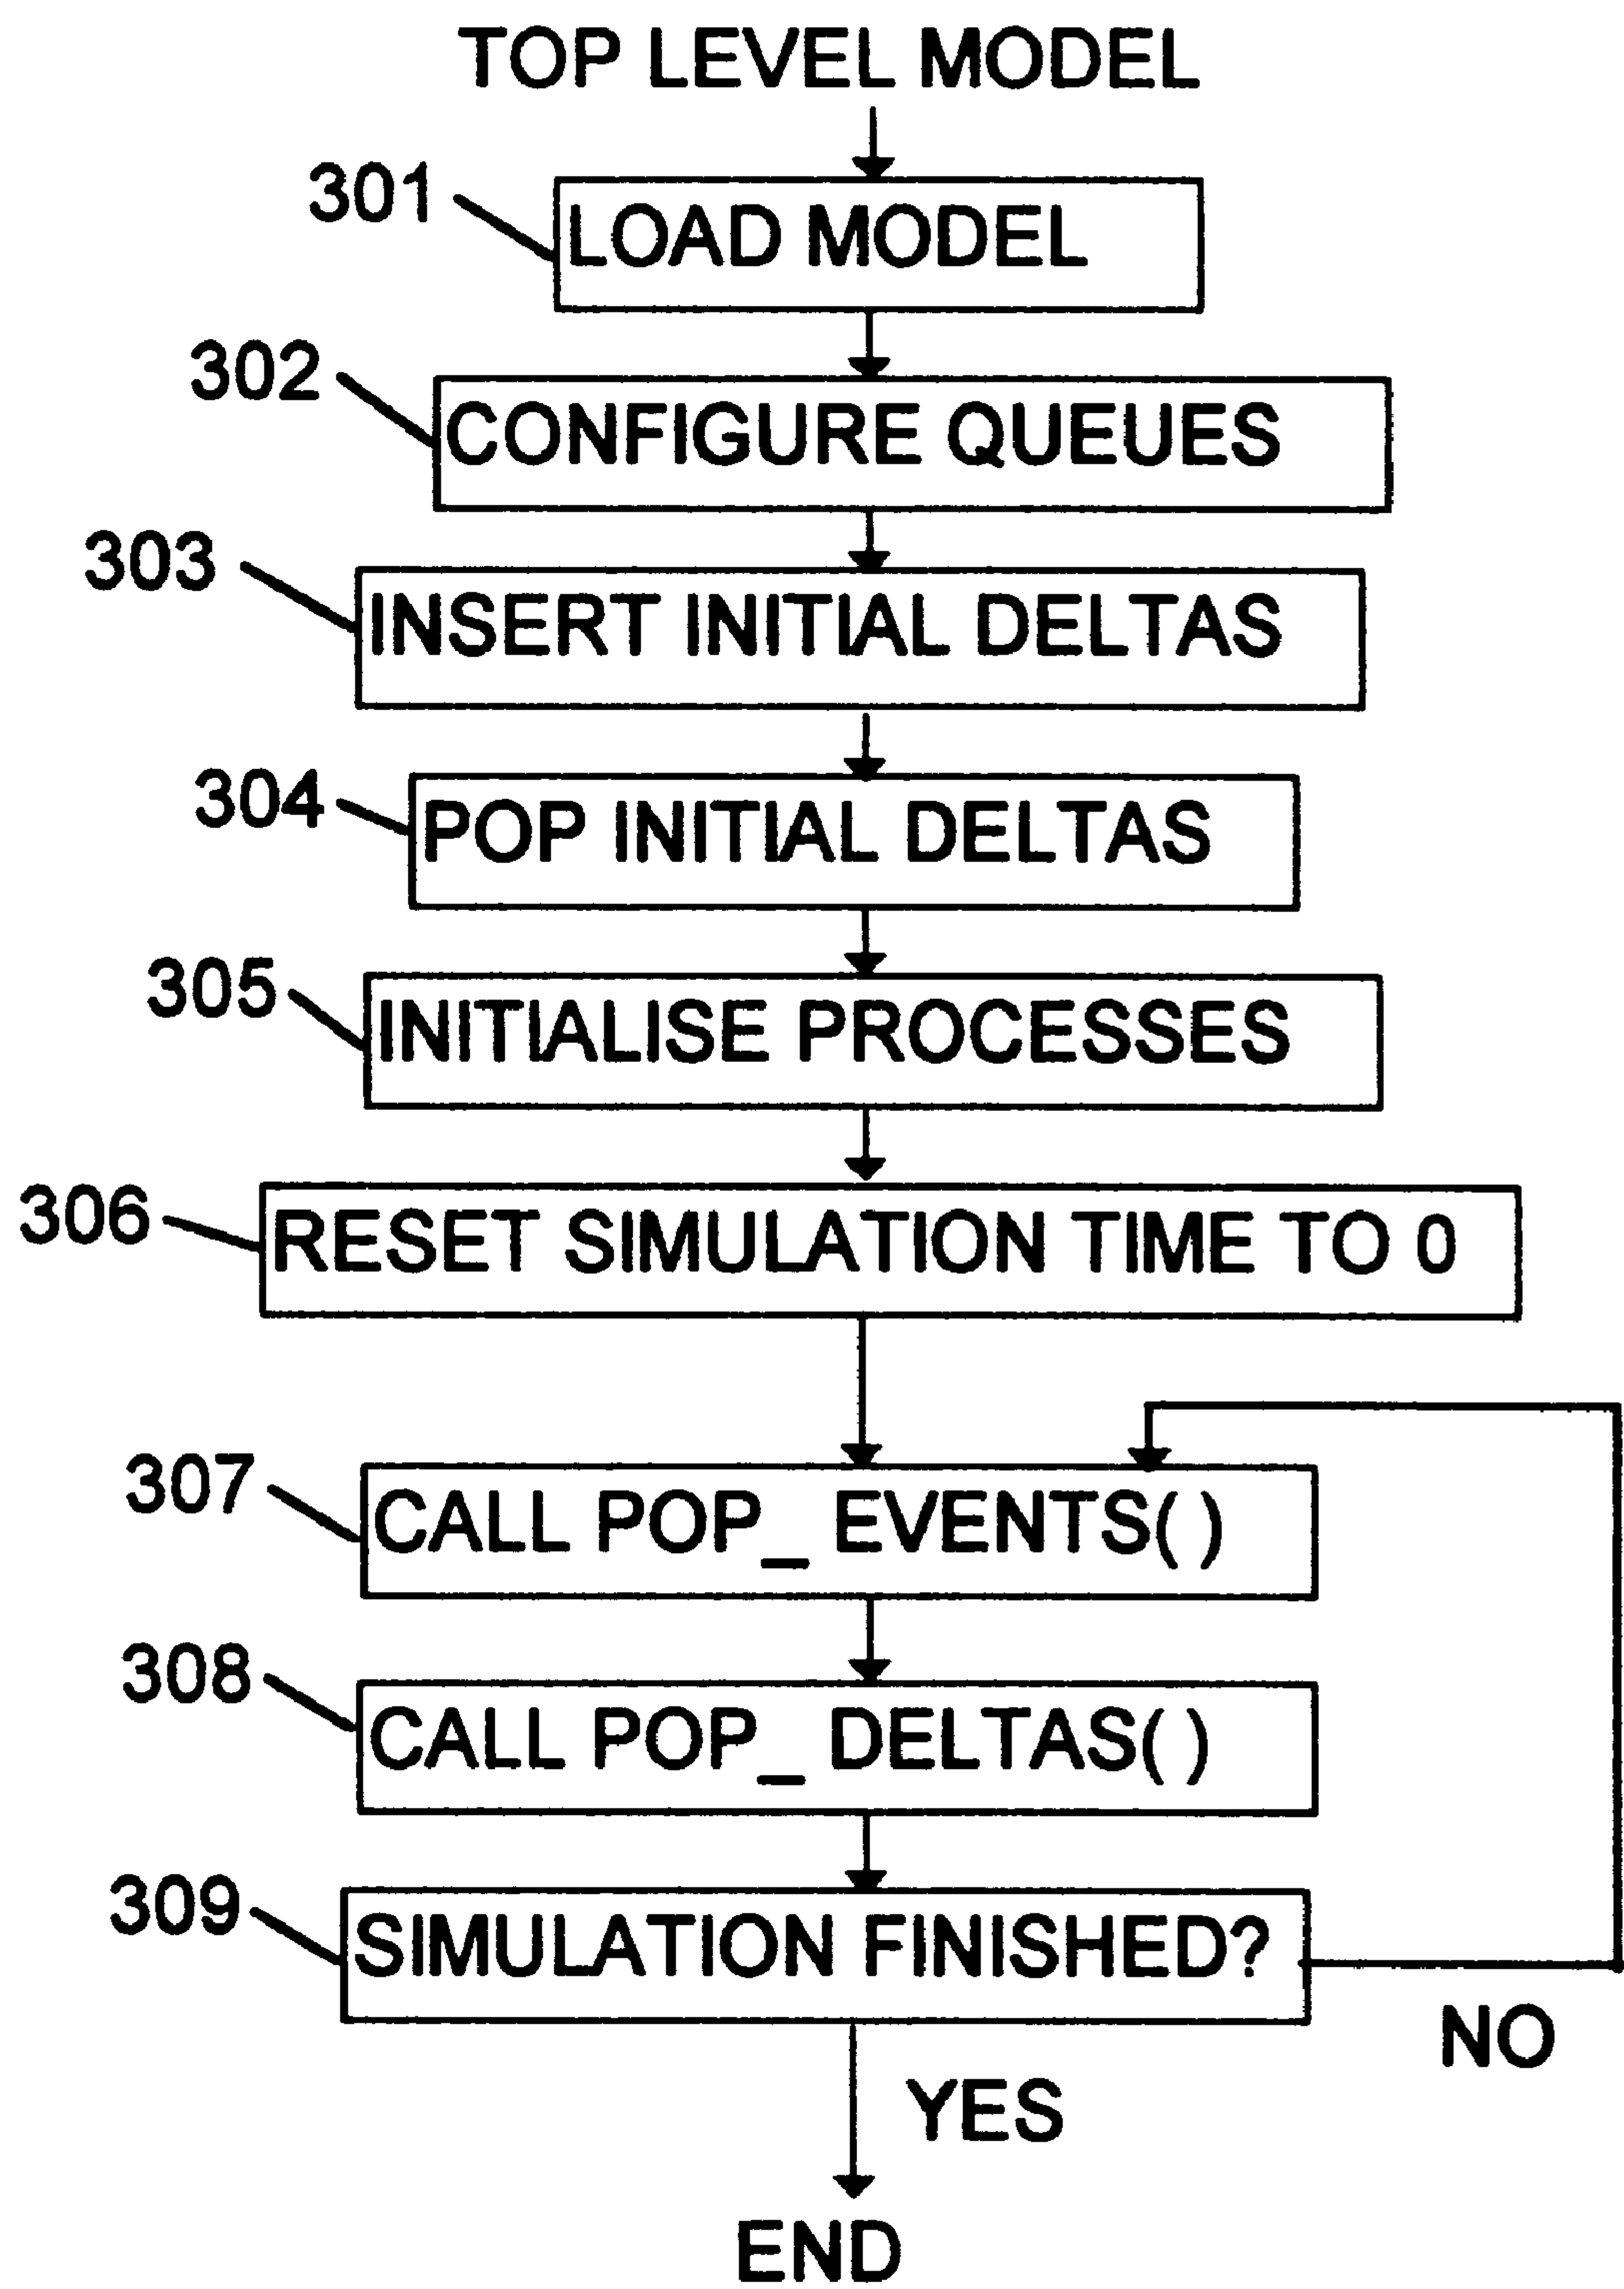 TOP LEVEL MODEL
301
LOAD MODEL
302
CONFIGURE QUEUES
303
INSERT INITIAL DELTAS
304
POP INITIAL DELTAS
305
INITIALISE PROCESSES
306
RESET SIMULATION TIME TO 0
307
CALL POP_ EVENTS( )
308
CALL POP_ DELTAS( )
309
SIMULATION FINISHED?
NO
YES
END